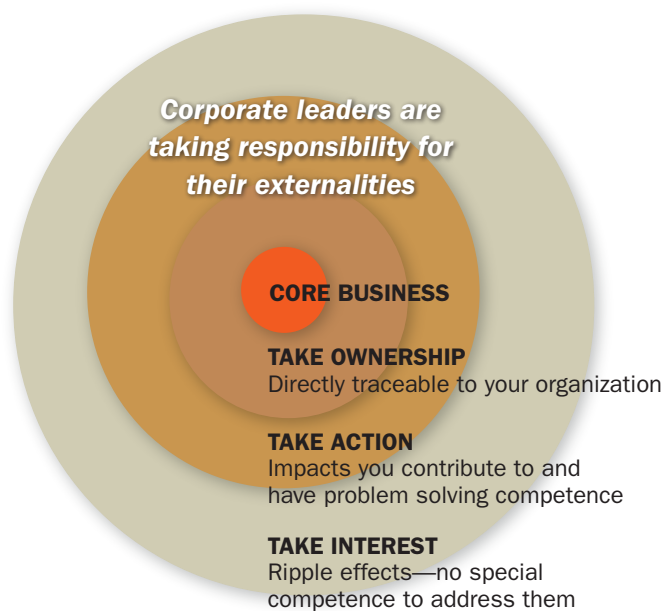 Corporate leaders are
taking responsibility for
their externalities
CORE BUSINESS
TAKE OWNERSHIP
Directly traceable to your organization
TAKE ACTION
Impacts you contribute to and
have problem solving competence
TAKE INTEREST
Ripple effects—no special
competence to address them